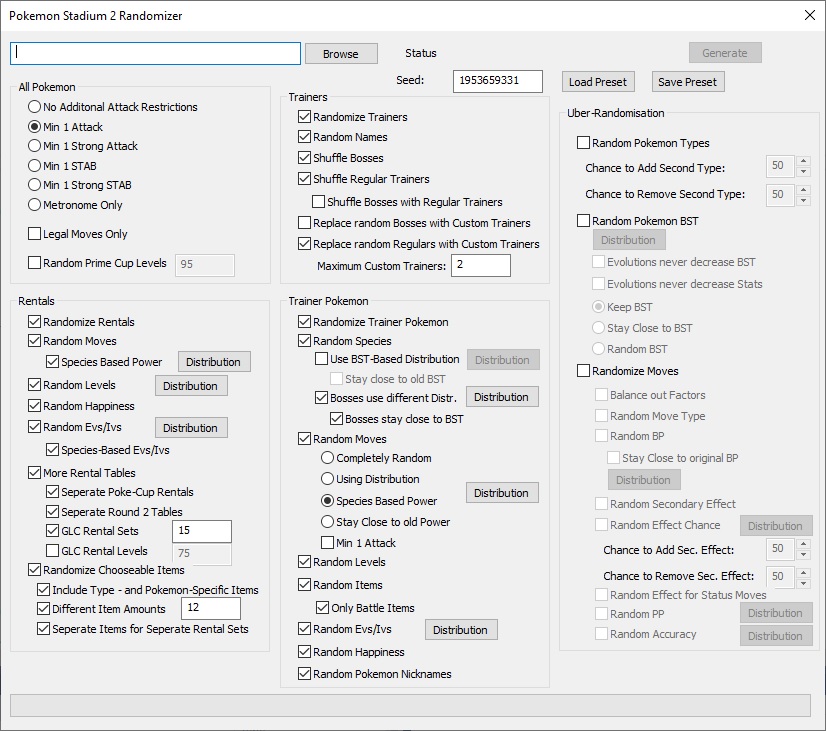 Pokemon Stadium 2 Randomizer
Browse
Status
Generate
Seed:
1953659331
Load Preset
Save Preset
All Pokemon
No Additonal Attack Restrictions
Min 1 Attack
Min 1 Strong Attack
Min 1 STAB
Min 1 Strong STAB
Metronome Only
Legal Moves Only
Random Prime Cup Levels
95
Trainers
Randomize Trainers
Random Names
Shuffle Bosses
Shuffle Regular Trainers
Shuffle Bosses with Regular Trainers
Replace random Bosses with Custom Trainers
Replace random Regulars with Custom Trainers
Maximum Custom Trainers:
2
Rentals
Randomize Rentals
Random Moves
Species Based Power
Distribution
Random Levels
Distribution
Random Happiness
Random Evs/Ivs
Distribution
Species-Based Evs/Ivs
More Rental Tables
Seperate Poke-Cup Rentals
Seperate Round 2 Tables
GLC Rental Sets
15
GLC Rental Levels
75
Randomize Chooseable Items
Include Type - and Pokemon-Specific Items
Different Item Amounts
12
Seperate Items for Seperate Rental Sets
Trainer Pokemon
Randomize Trainer Pokemon
Random Species
Use BST-Based Distribution
Distribution
Stay close to old BST
Bosses use different Distr.
Distribution
Bosses stay close to BST
Random Moves
Completely Random
Using Distribution
Species Based Power
Distribution
Stay Close to old Power
Min 1 Attack
Random Levels
Random Items
Only Battle Items
Random Evs/Ivs
Distribution
Random Happiness
Random Pokemon Nicknames
Uber-Randomisation
Random Pokemon Types
Chance to Add Second Type:
50
Chance to Remove Second Type:
50
Random Pokemon BST
Distribution
Evolutions never decrease BST
Evolutions never decrease Stats
Keep BST
Stay Close to BST
Random BST
Randomize Moves
Balance out Factors
Random Move Type
Random BP
Stay Close to original BP
Distribution
Random Secondary Effect
Random Effect Chance
Distribution
Chance to Add Sec. Effect:
50
Chance to Remove Sec. Effect:
50
Random Effect for Status Moves
Random PP
Distribution
Random Accuracy
Distribution